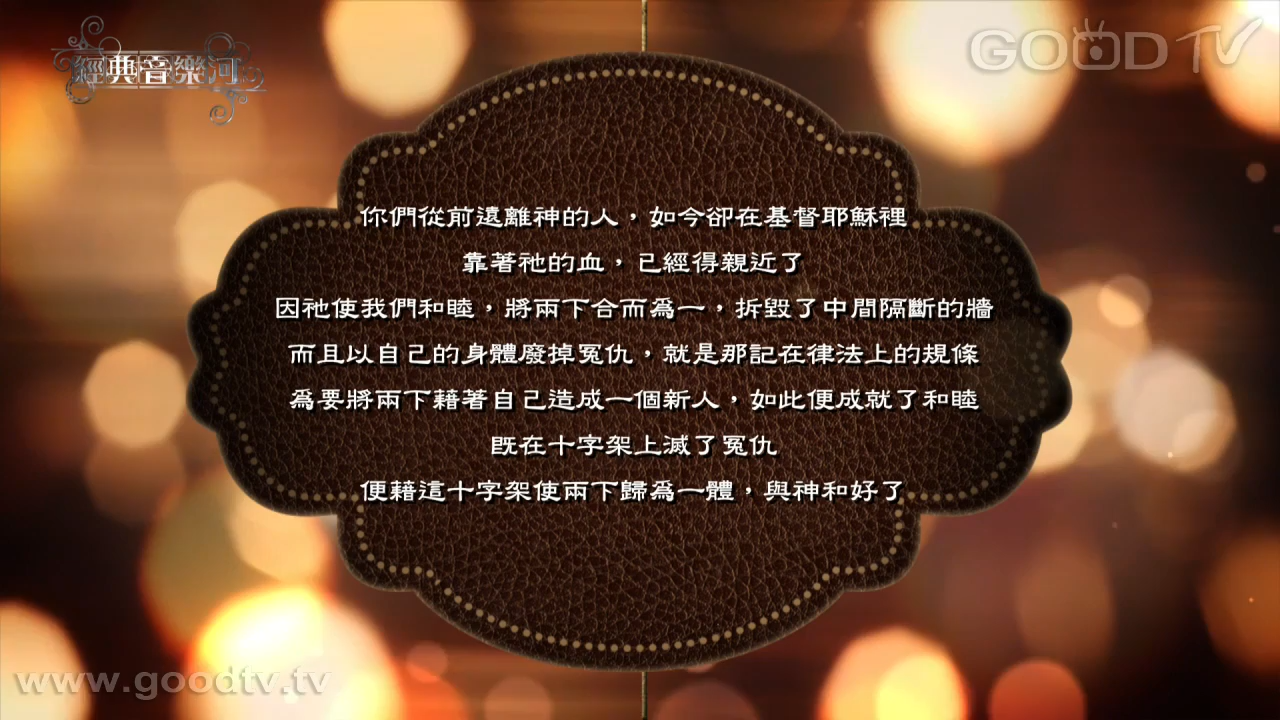 經典音樂河
GOOD TV
你們從前遠離神的人，如今卻在基督耶穌裡
靠著祂的血，已經得親近了
因祂使我們和睦，將兩下合而為一，拆毀了中間隔斷的牆
而且以自己的身體廢掉冤仇，就是那記在律法上的規條
為要將兩下藉著自己造成一個新人，如此便成就了和睦
既在十字架上滅了冤仇
便藉這十字架使兩下歸為一體，與神和好了
www.goodtv.tv